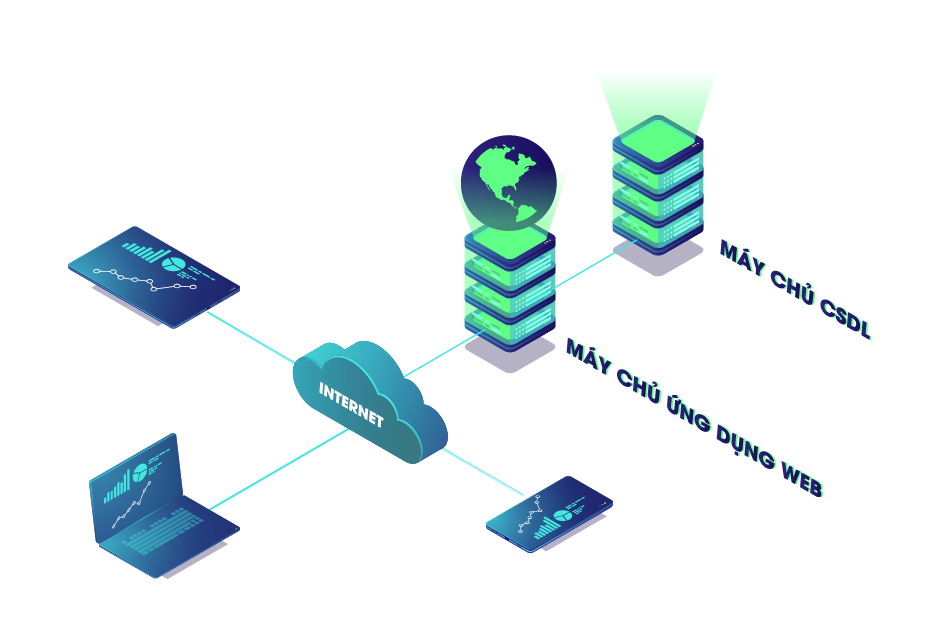 MÁY CHỦ CSDL
MÁY CHỦ ỨNG DỤNG WEB
INTERNET